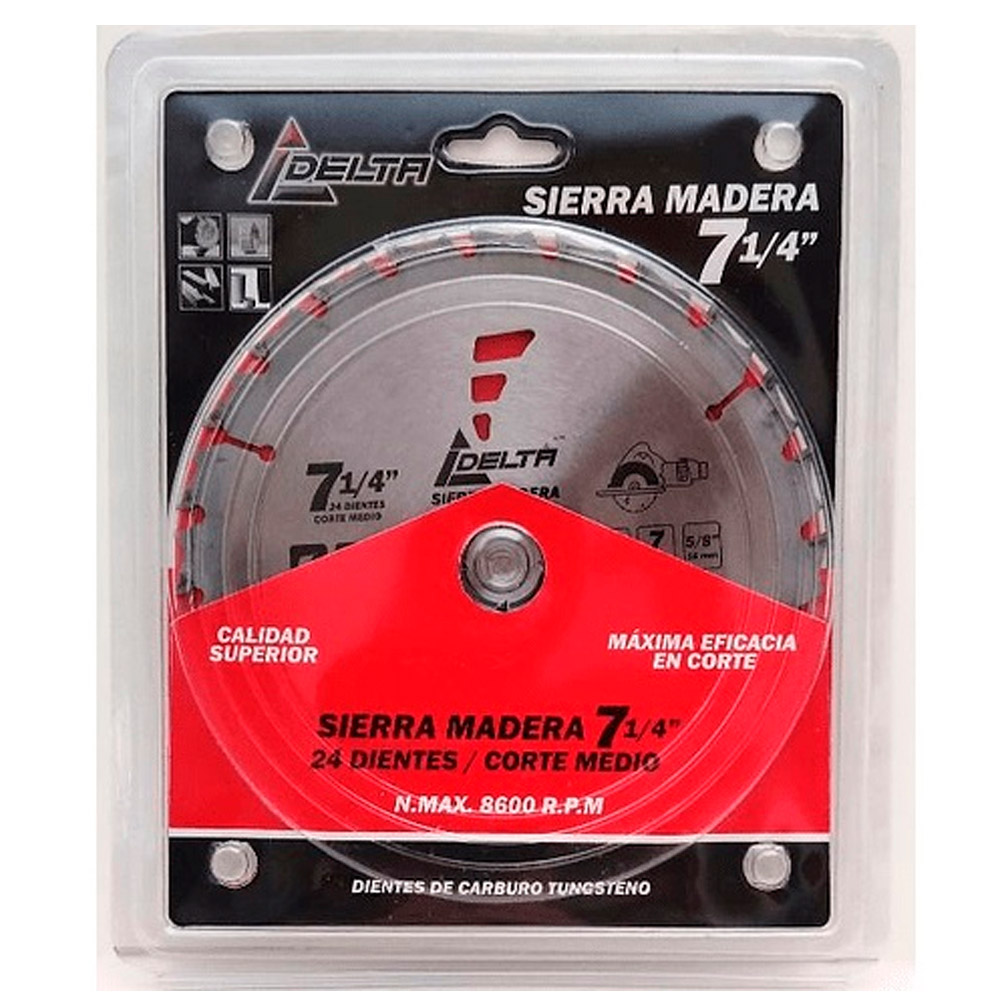 DELTA
SIERRA MADERA
7 1/4”
7 1/4”
24 DIENTES
CORTE MEDIO
DELTA
7
5/8"
16 mm
CALIDAD
SUPERIOR
MÁXIMA EFICACIA
EN CORTE
SIERRA MADERA 7 1/4”
24 DIENTES / CORTE MEDIO
N.MAX. 8600 R.P.M
DIENTES DE CARBURO TUNGSTENO